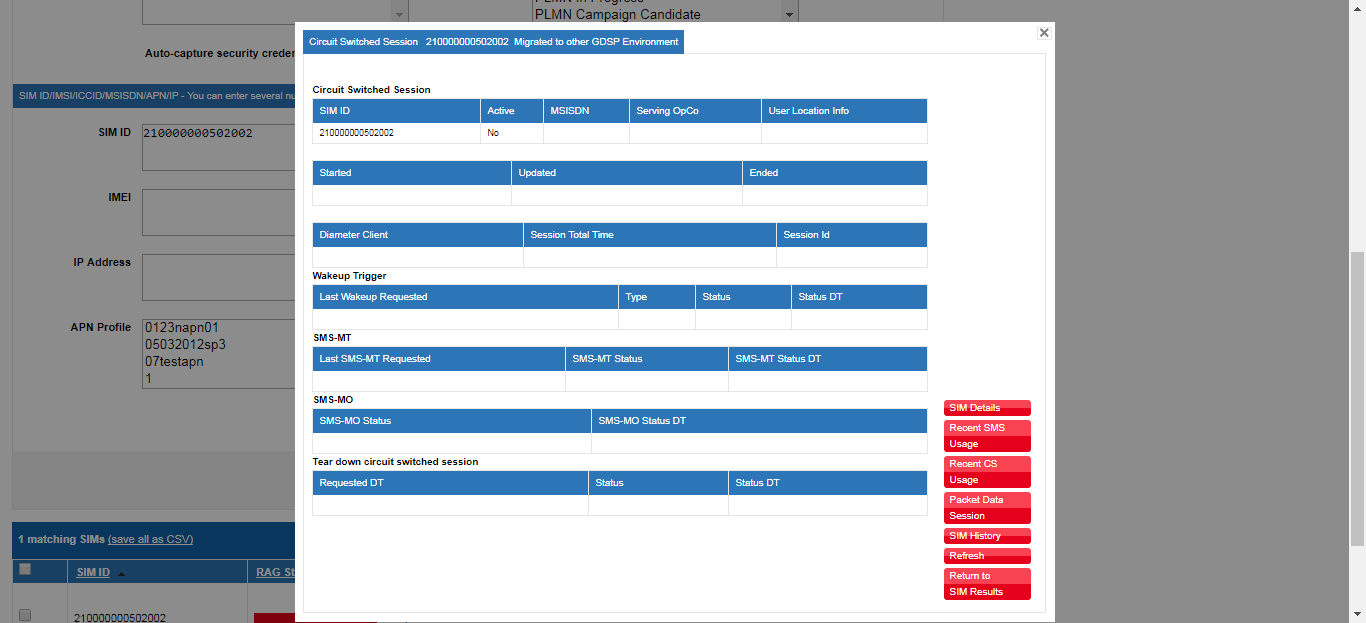 PLMN Campaign Candidate
Auto-capture security creder
SIM ID/IMSI/ICCID/MSISDN/APN/IP - You can enter several nu
SIM ID
210000000502002
IMEI
IP Address
APN Profile
0123napn01
05032012sp3
07testapn
1
1 matching SIMs (save all as CSV)
SIM ID
RAG St
210000000502002
Circuit Switched Session 210000000502002 Migrated to other GDSP Environment
Circuit Switched Session
SIM ID Active MSISDN Serving OpCo User Location Info
210000000502002 No
Started Updated Ended
Diameter Client Session Total Time Session Id
Wakeup Trigger
Last Wakeup Requested Type Status Status DT
SMS-MT
Last SMS-MT Requested SMS-MT Status SMS-MT Status DT
SMS-MO
SMS-MO Status SMS-MO Status DT
Tear down circuit switched session
Requested DT Status Status DT
SIM Details
Recent SMS
Usage
Recent CS
Usage
Packet Data
Session
SIM History
Refresh
Return to
SIM Results